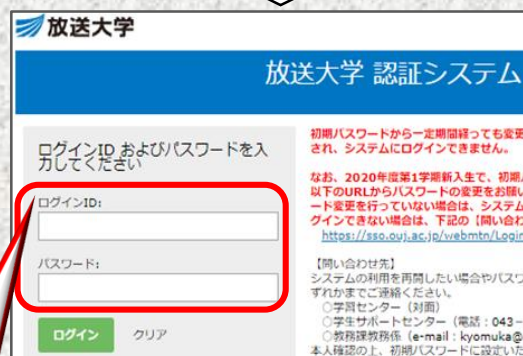 放送大学
放送大学 認証システム
ログインID およびパスワードを入
力してください
ログインID:
パスワード:
ログイン クリア
初期パスワードから一定期間経っても変更
され、システムにログインできません。
なお、2020年度第1学期新入生で、初期
以下のURLからパスワードの変更をお願い
ード変更を行っていない場合は、システム
グインできない場合は、下記の【問い合わ
https://sso.ouj.ac.jp/webmtn/Login
【問い合わせ先】
システムの利用を再開したい場合やパスワ
ずれかまでご連絡ください。
○学習センター（対面）
○学生サポートセンター（電話：043－
○教務課教務係（e-mail：kyomuka@
本人確認の上、初期パスワードに設定いた